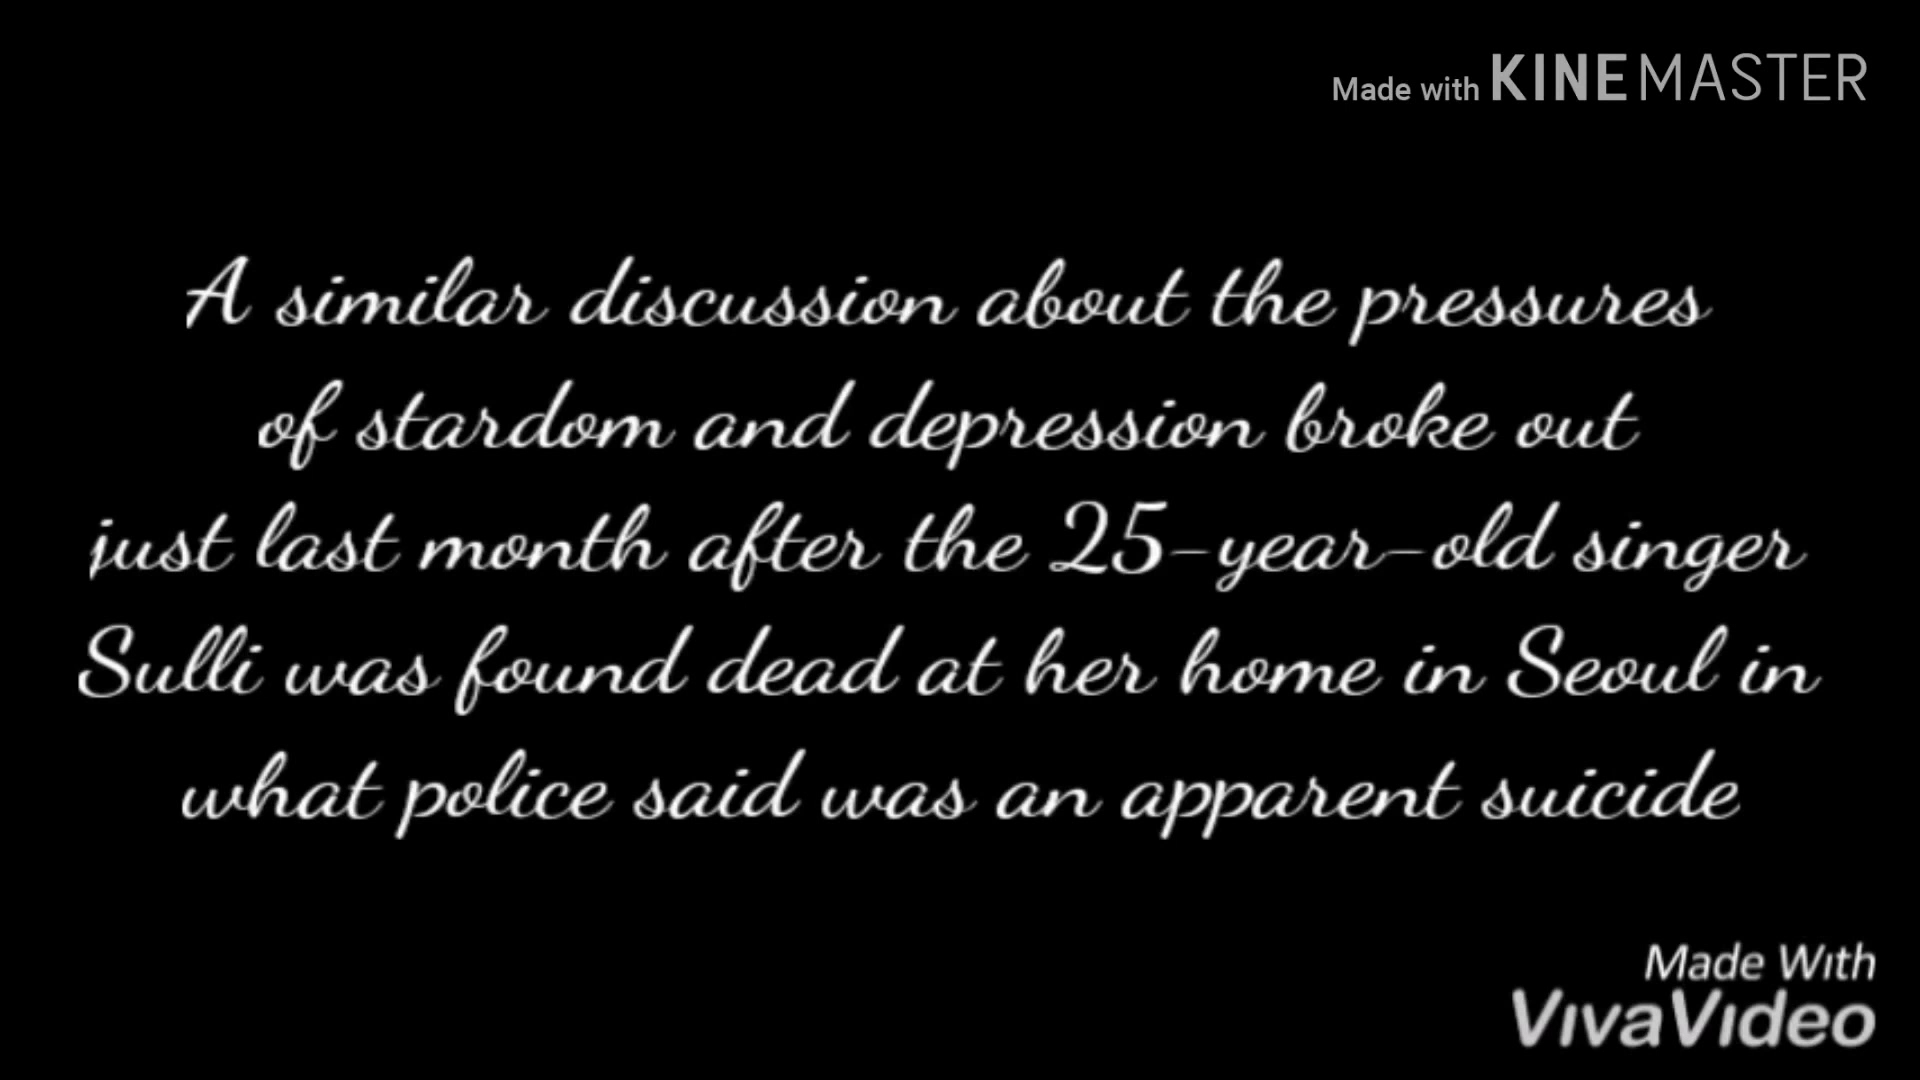 Made with KINEMASTER
A similar discussion about the pressures
of stardom and depression broke out
just last month after the 25-year-old singer
Sulli was found dead at her home in Seoul in
what police said was an apparent suicide
Made With
VivaVideo